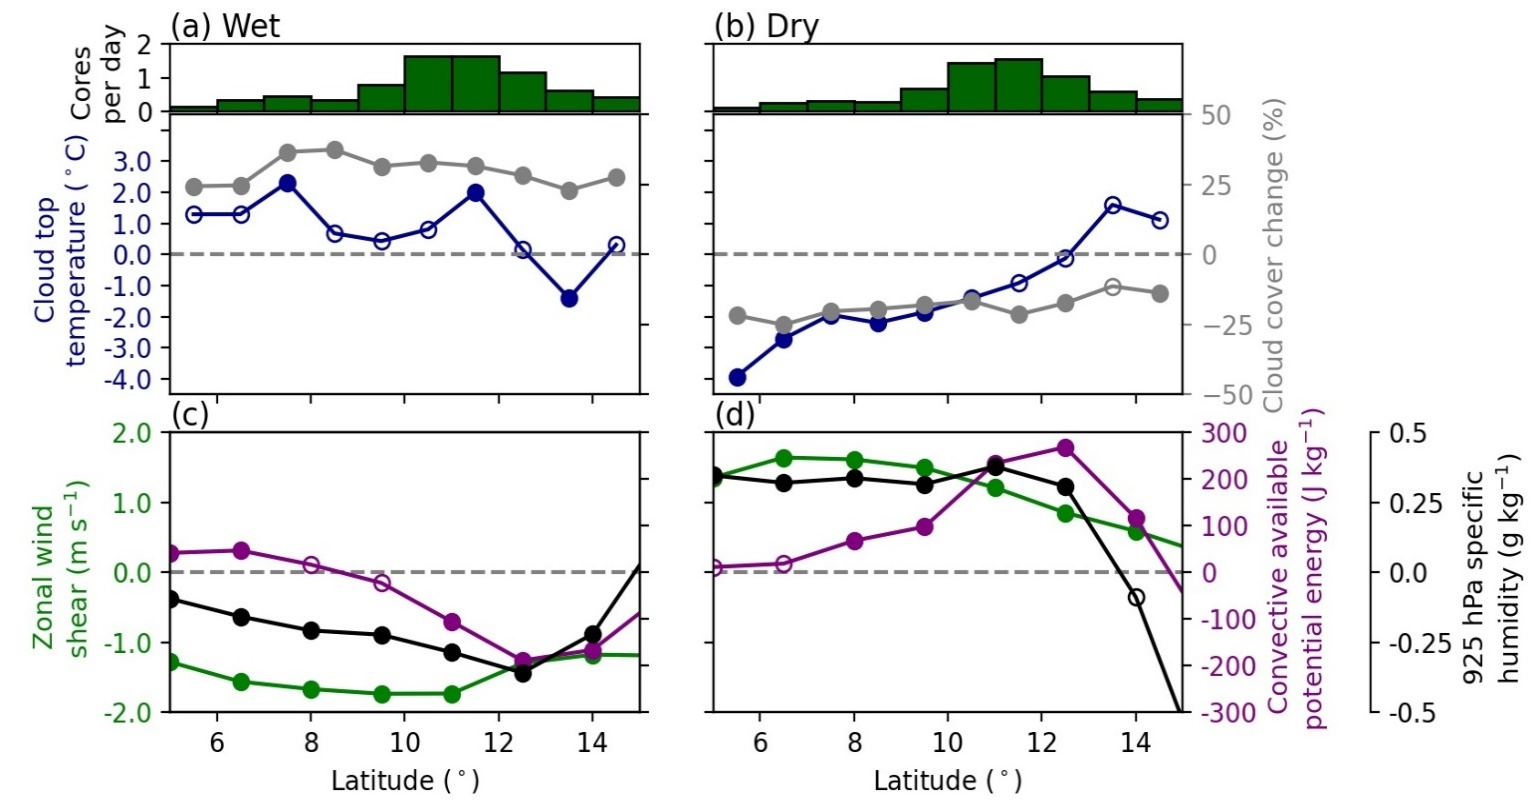 (a) Wet
(b) Dry
Cores
per day
2
1
0
Cloud top
temperature (°C)
3.0
2.0
1.0
0.0
-1.0
-2.0
-3.0
-4.0
50
25
0
−25
−50
Cloud cover change (%)
(c)
(d)
Zonal wind
shear (m s⁻¹)
2.0
1.0
0.0
-1.0
-2.0
300
200
100
0
-100
-200
-300
Convective available
potential energy (J kg⁻¹)
0.5
0.25
0.0
-0.25
-0.5
925 hPa specific
humidity (g kg⁻¹)
6 8 10 12 14
6 8 10 12 14
Latitude (°)
Latitude (°)